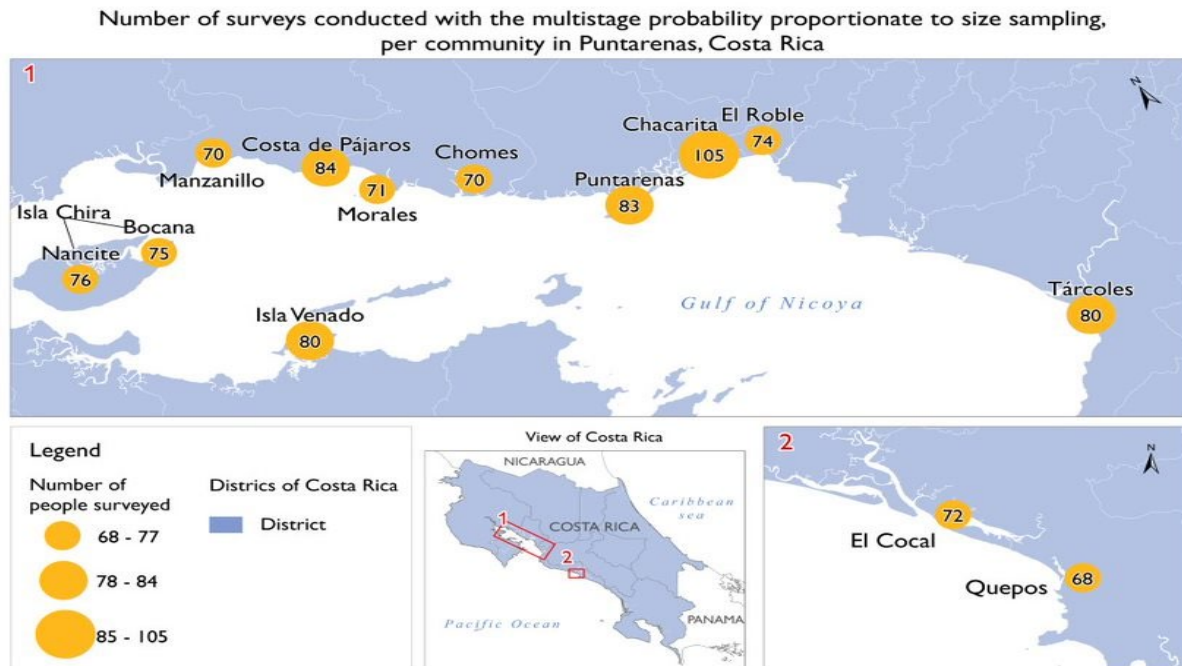 Number of surveys conducted with the multistage probability proportionate to size sampling,
per community in Puntarenas, Costa Rica
1
N
El Roble
Chacarita
74
105
Costa de Pájaros
70
84
Chomes
Manzanillo
71
70
Puntarenas
Morales
83
Isla Chira
Bocana
Nancite
75
76
Gulf of Nicoya
Tárcoles
Isla Venado
80
80
Legend
Number of
people surveyed
68 - 77
78 - 84
85 - 105
Districs of Costa Rica
District
View of Costa Rica
NICARAGUA
Caribbean
sea
1
COSTA RICA
2
Pacific Ocean
PANAMA
2
N
72
El Cocal
Quepos
68